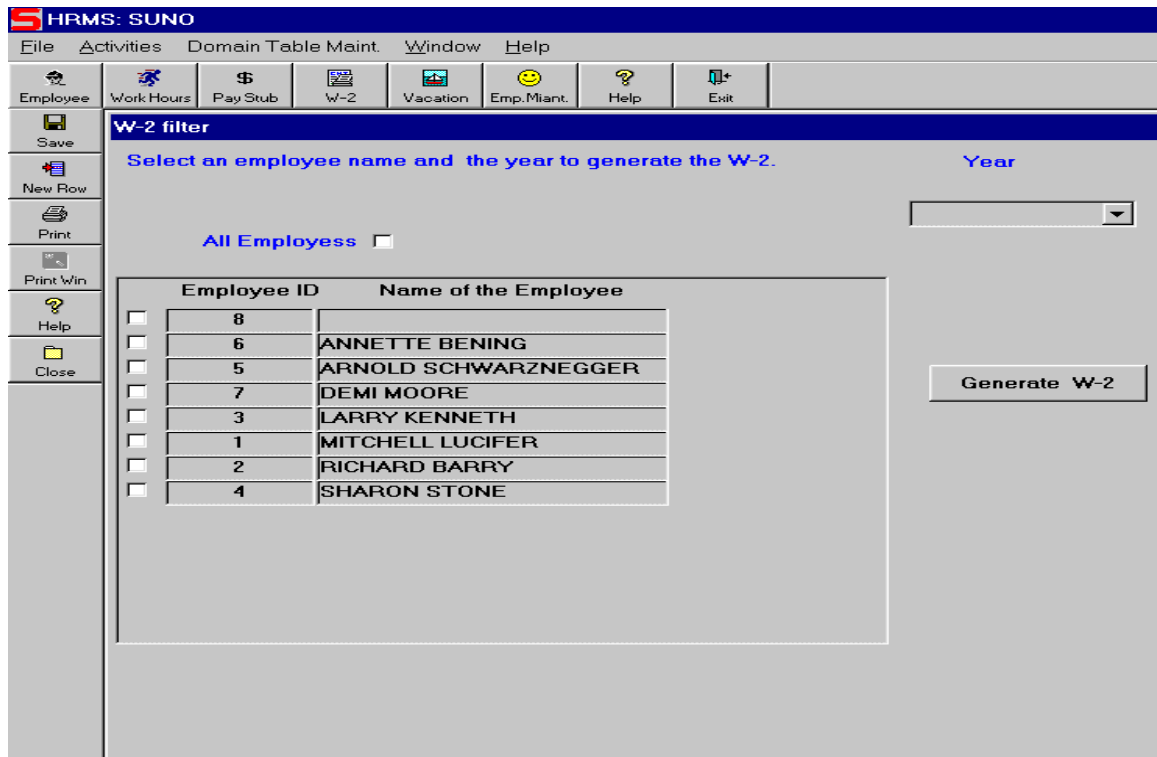 S HRMS: SUNO
File Activities Domain Table Maint. Window Help
Employee Work Hours Pay Stub W-2 Vacation Emp.Miant. Help Exit
Save
New Row
Print
Print Win
Help
Close
W-2 filter
Select an employee name and the year to generate the W-2. Year
All Employess
Employee ID Name of the Employee
8
6 ANNETTE BENING
5 ARNOLD SCHWARZNEGGER
7 DEMI MOORE
3 LARRY KENNETH
1 MITCHELL LUCIFER
2 RICHARD BARRY
4 SHARON STONE
Generate W-2